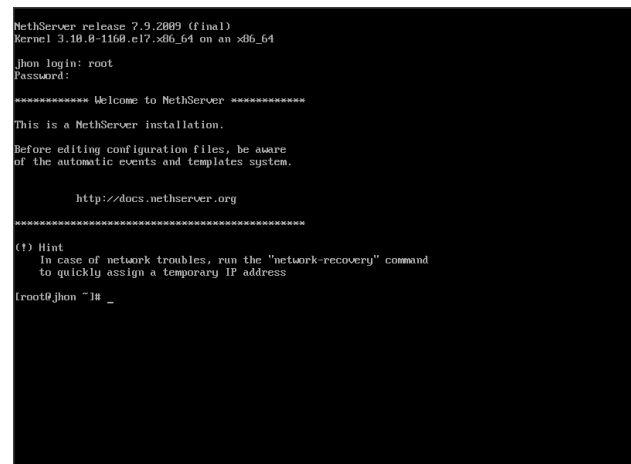 NethServer release 7.9.2009 (final)
Kernel 3.10.0-1160.el7.x86_64 on an x86_64
jhon login: root
Password:
************ Welcome to NethServer ************
This is a NethServer installation.
Before editing configuration files, be aware
of the automatic events and templates system.
http://docs.nethserver.org
***********************************************
(!) Hint
In case of network troubles, run the "network-recovery" command
to quickly assign a temporary IP address
[root@jhon ~]# _